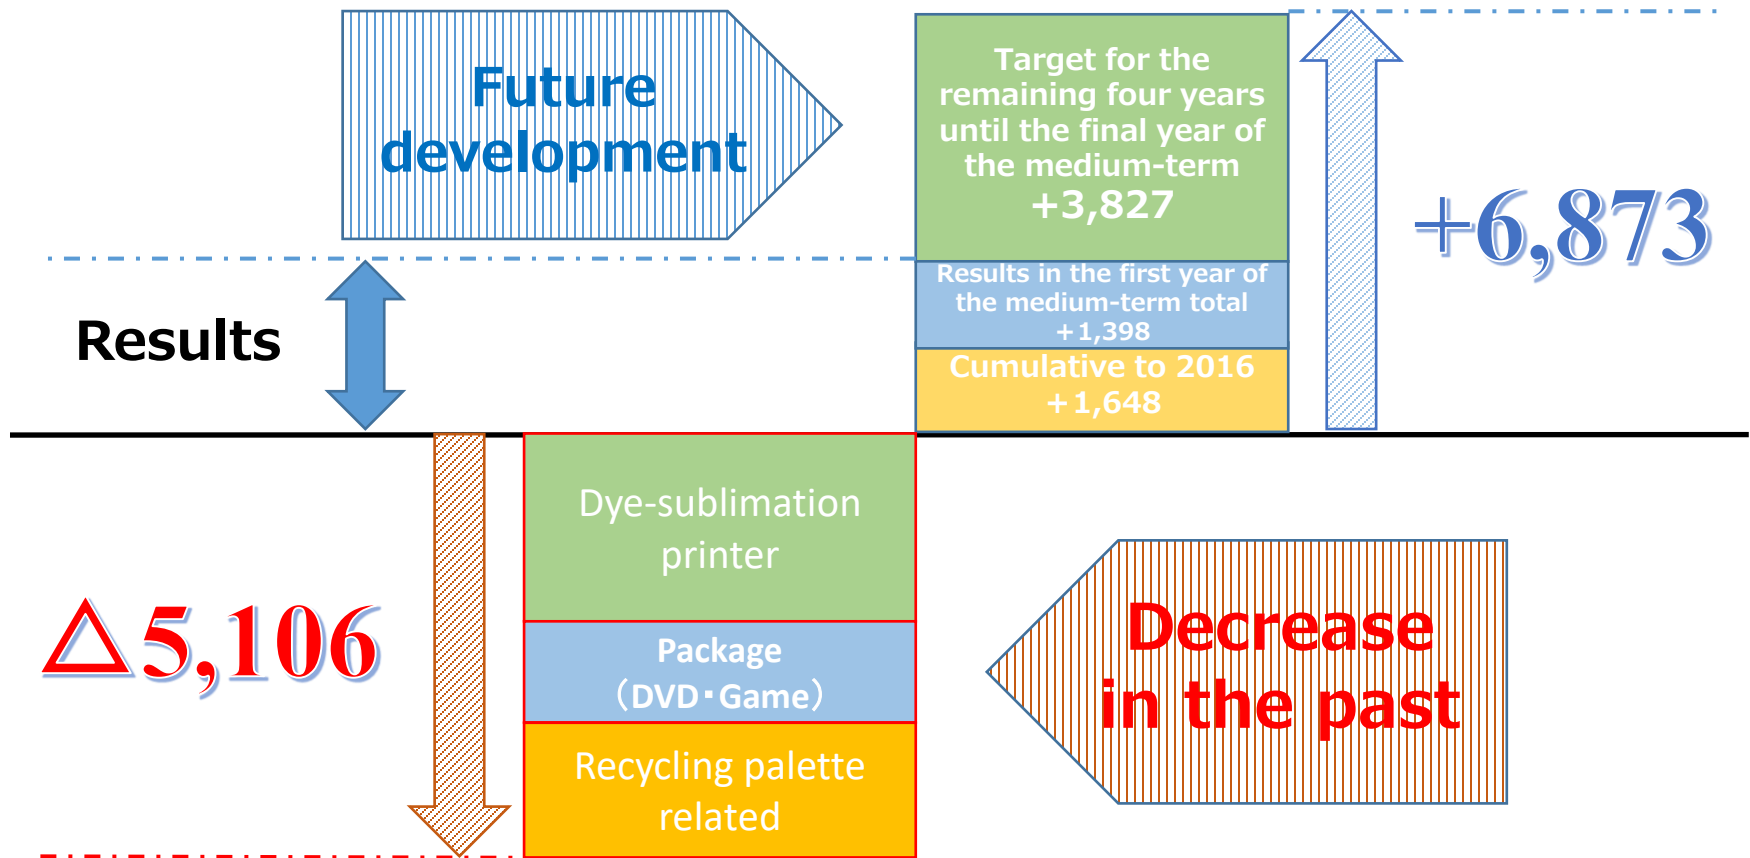 Future
development
Target for the
remaining four years
until the final year of
the medium-term
+3,827
+6,873
Results in the first year of
the medium-term total
+1,398
Results
Cumulative to 2016
+1,648
Dye-sublimation
printer
△5,106
Package
（DVD・Game）
Recycling palette
related
Decrease
in the past